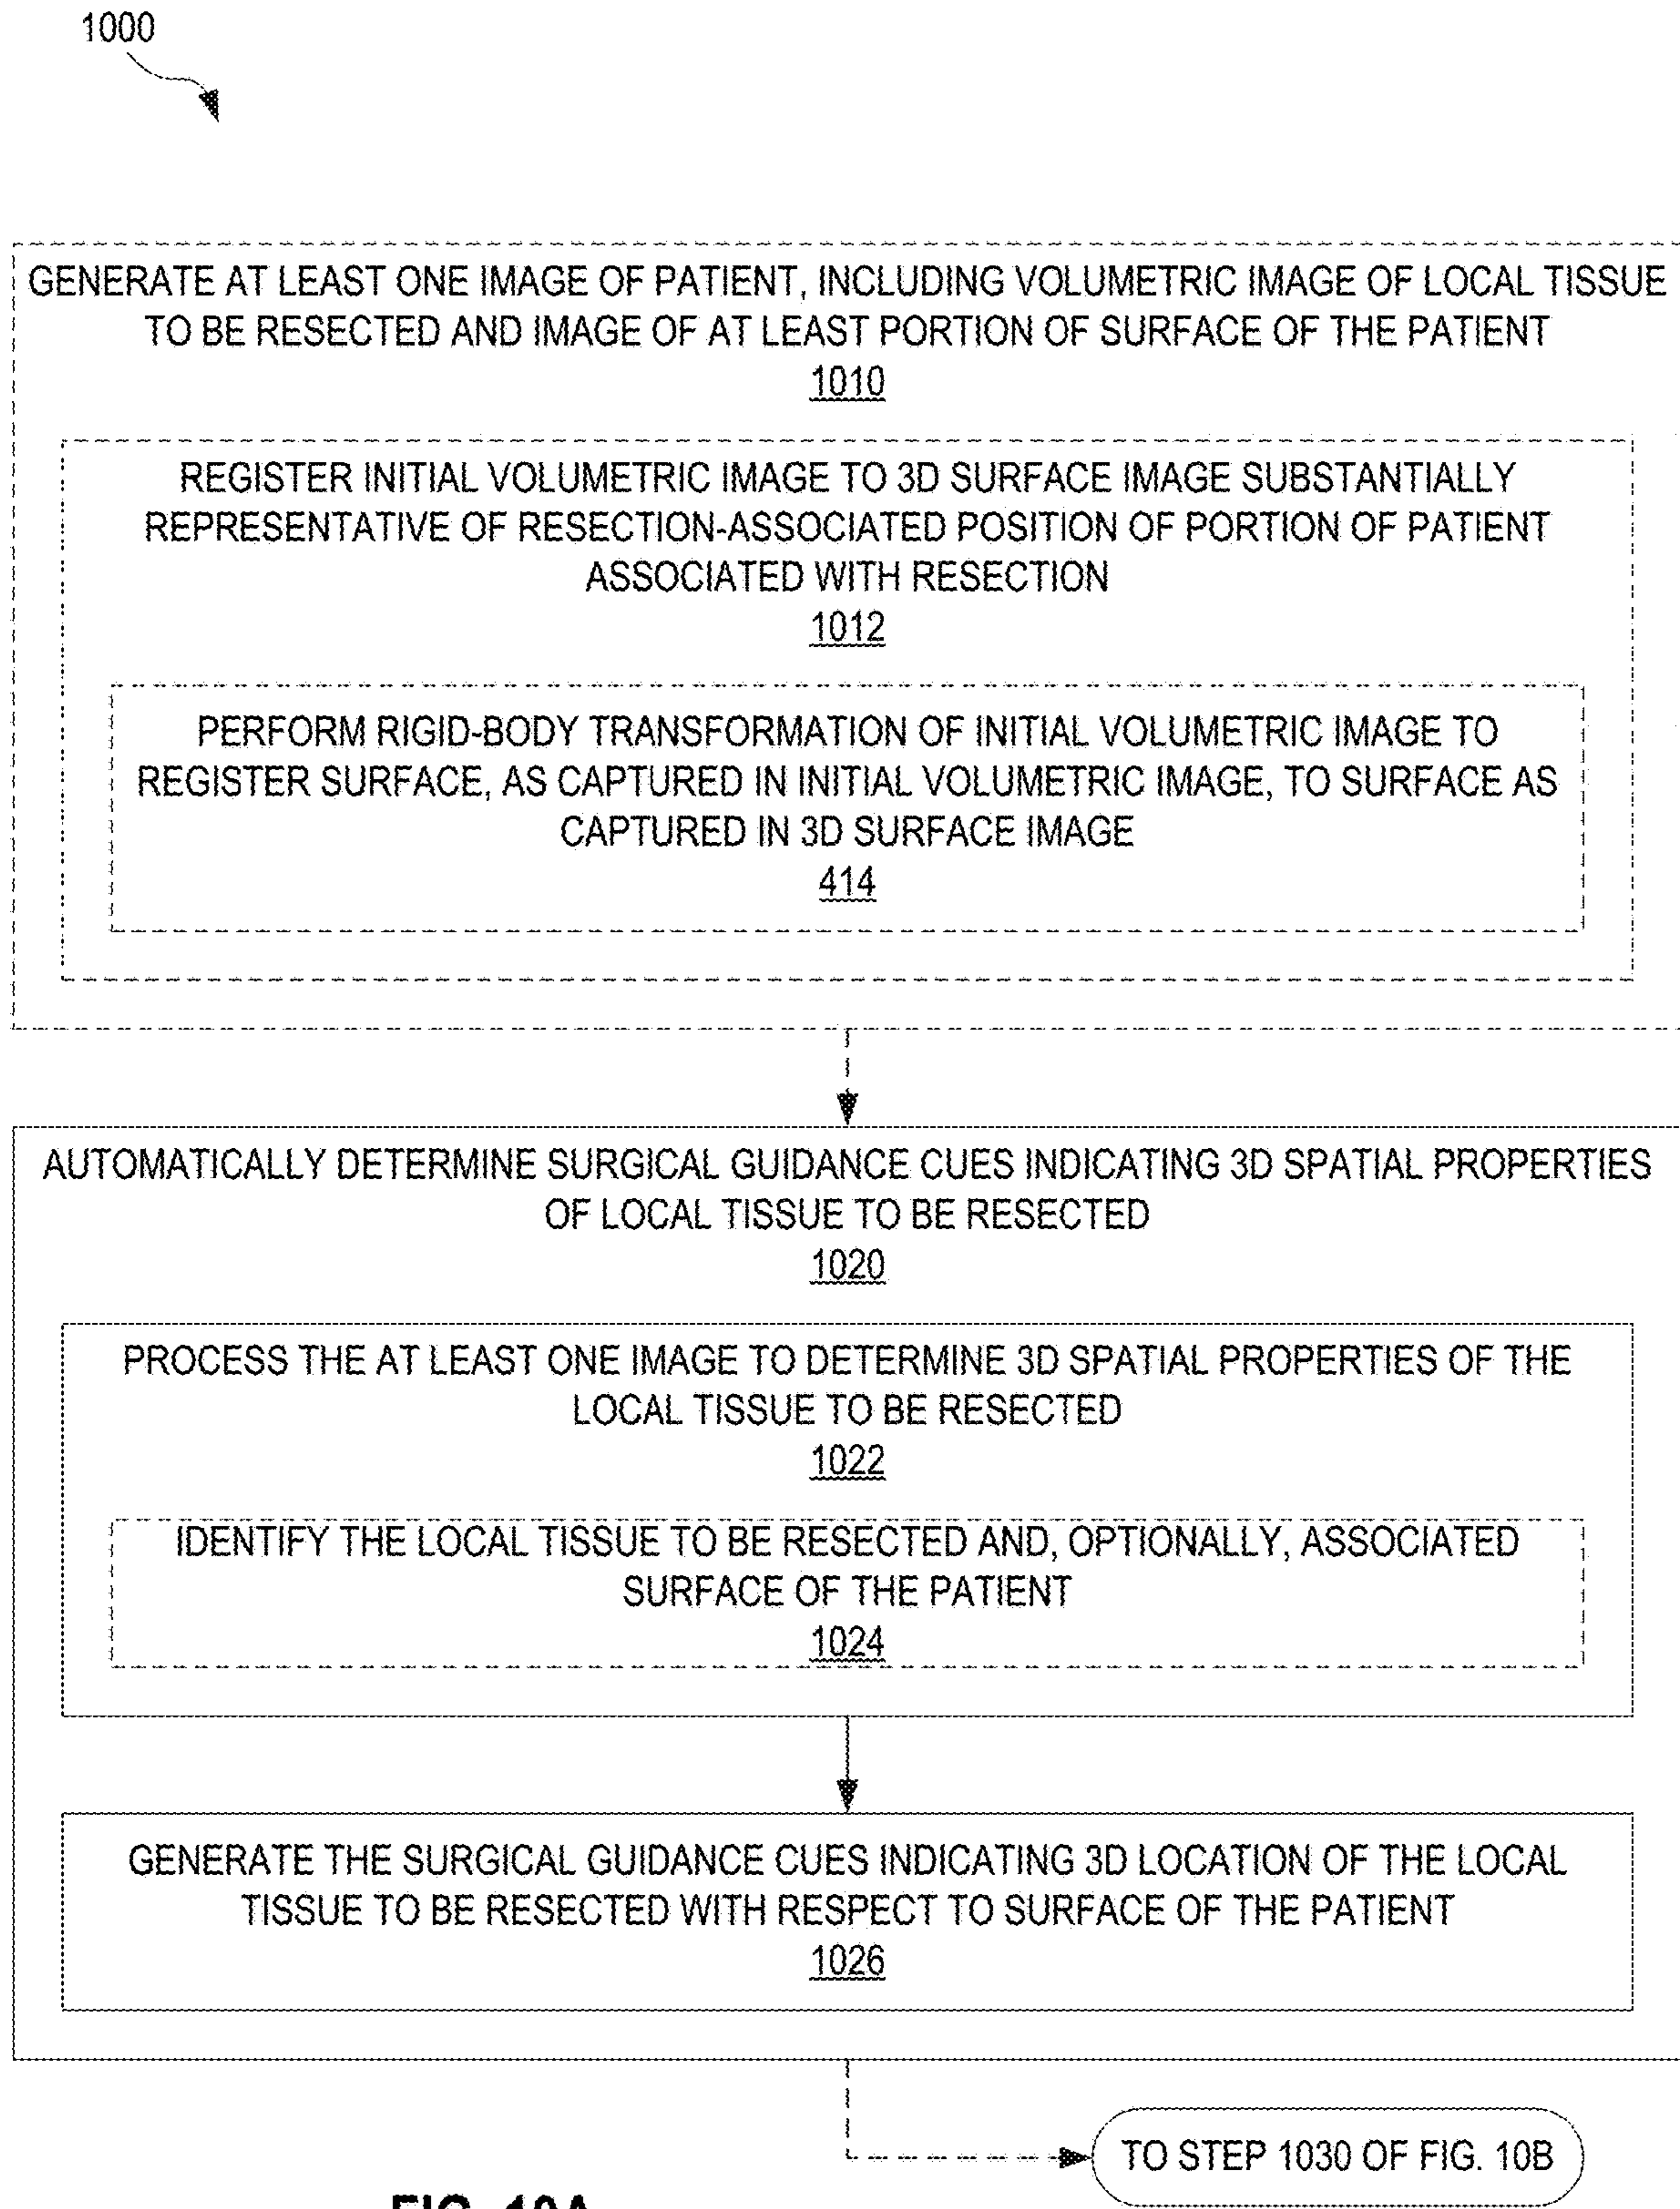 1000
GENERATE AT LEAST ONE IMAGE OF PATIENT, INCLUDING VOLUMETRIC IMAGE OF LOCAL TISSUE
TO BE RESECTED AND IMAGE OF AT LEAST PORTION OF SURFACE OF THE PATIENT
1010
REGISTER INITIAL VOLUMETRIC IMAGE TO 3D SURFACE IMAGE SUBSTANTIALLY
REPRESENTATIVE OF RESECTION-ASSOCIATED POSITION OF PORTION OF PATIENT
ASSOCIATED WITH RESECTION
1012
PERFORM RIGID-BODY TRANSFORMATION OF INITIAL VOLUMETRIC IMAGE TO
REGISTER SURFACE, AS CAPTURED IN INITIAL VOLUMETRIC IMAGE, TO SURFACE AS
CAPTURED IN 3D SURFACE IMAGE
414
AUTOMATICALLY DETERMINE SURGICAL GUIDANCE CUES INDICATING 3D SPATIAL PROPERTIES
OF LOCAL TISSUE TO BE RESECTED
1020
PROCESS THE AT LEAST ONE IMAGE TO DETERMINE 3D SPATIAL PROPERTIES OF THE
LOCAL TISSUE TO BE RESECTED
1022
IDENTIFY THE LOCAL TISSUE TO BE RESECTED AND, OPTIONALLY, ASSOCIATED
SURFACE OF THE PATIENT
1024
GENERATE THE SURGICAL GUIDANCE CUES INDICATING 3D LOCATION OF THE LOCAL
TISSUE TO BE RESECTED WITH RESPECT TO SURFACE OF THE PATIENT
1026
TO STEP 1030 OF FIG. 10B
FIG. 10A